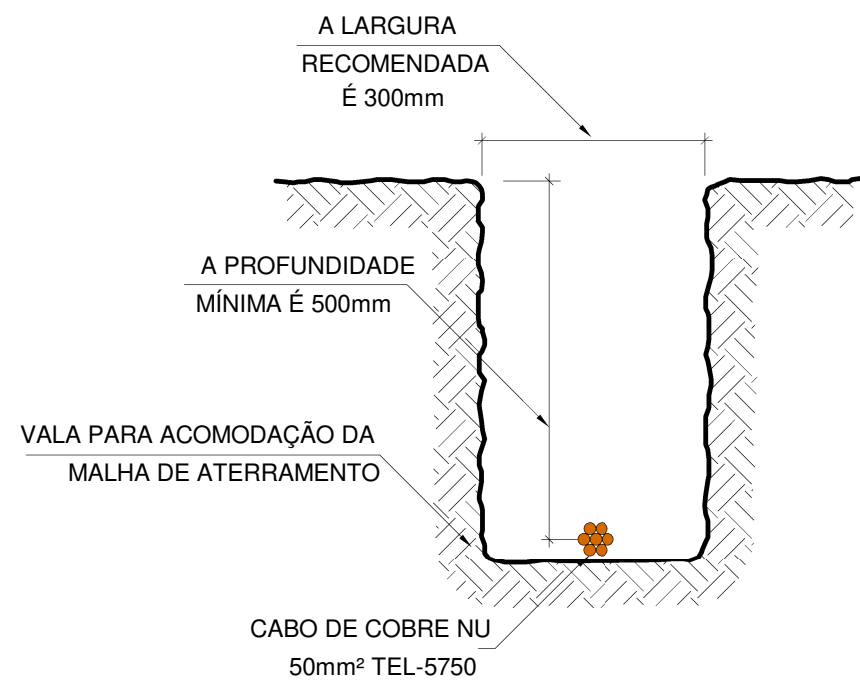 A LARGURA
RECOMENDADA
É 300mm
A PROFUNDIDADE
MÍNIMA É 500mm
VALA PARA ACOMODAÇÃO DA
MALHA DE ATERRAMENTO
CABO DE COBRE NU
50mm² TEL-5750